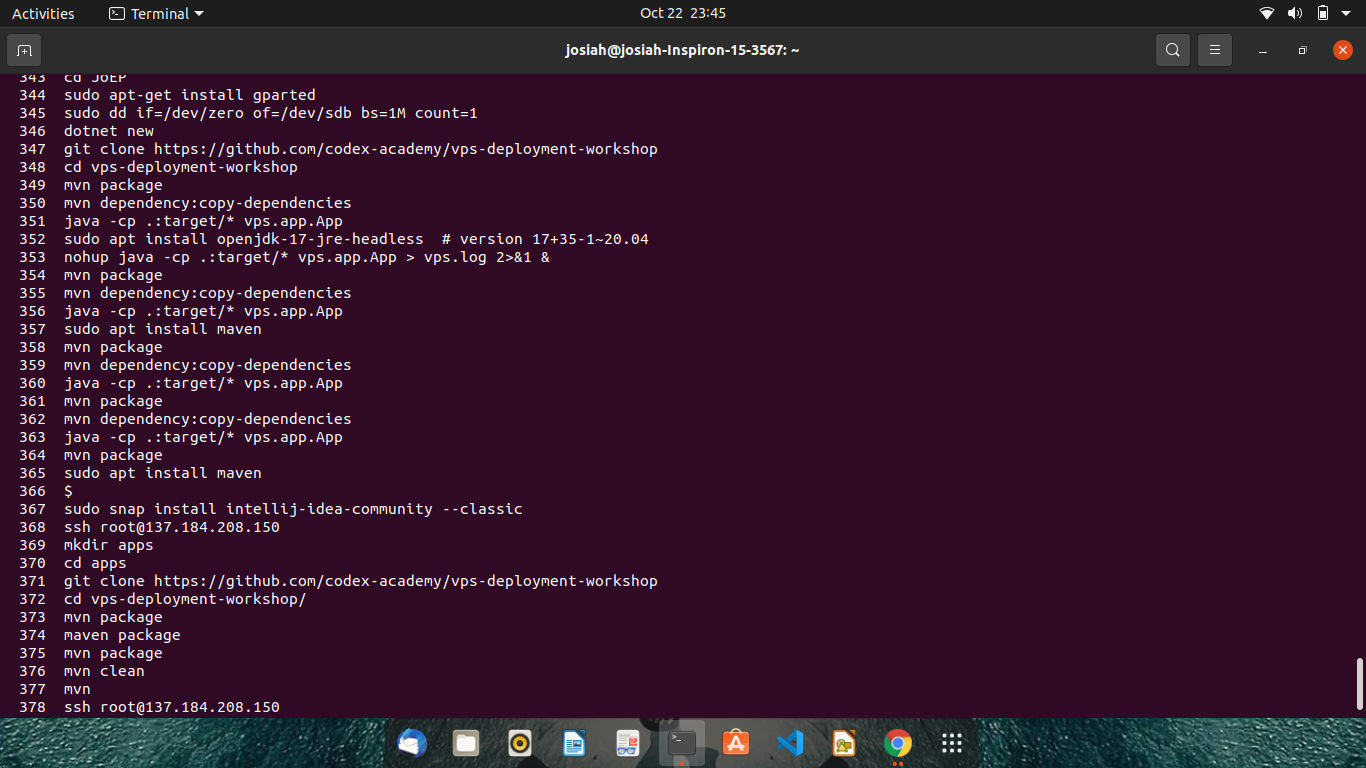 Activities
Terminal
Oct 22 23:45
josiah@josiah-Inspiron-15-3567: ~
343 cd JoEP
344 sudo apt-get install gparted
345 sudo dd if=/dev/zero of=/dev/sdb bs=1M count=1
346 dotnet new
347 git clone https://github.com/codex-academy/vps-deployment-workshop
348 cd vps-deployment-workshop
349 mvn package
350 mvn dependency:copy-dependencies
351 java -cp .:target/* vps.app.App
352 sudo apt install openjdk-17-jre-headless  # version 17+35-1~20.04
353 nohup java -cp .:target/* vps.app.App > vps.log 2>&1 &
354 mvn package
355 mvn dependency:copy-dependencies
356 java -cp .:target/* vps.app.App
357 sudo apt install maven
358 mvn package
359 mvn dependency:copy-dependencies
360 java -cp .:target/* vps.app.App
361 mvn package
362 mvn dependency:copy-dependencies
363 java -cp .:target/* vps.app.App
364 mvn package
365 sudo apt install maven
366 $
367 sudo snap install intellij-idea-community --classic
368 ssh root@137.184.208.150
369 mkdir apps
370 cd apps
371 git clone https://github.com/codex-academy/vps-deployment-workshop
372 cd vps-deployment-workshop/
373 mvn package
374 maven package
375 mvn package
376 mvn clean
377 mvn
378 ssh root@137.184.208.150